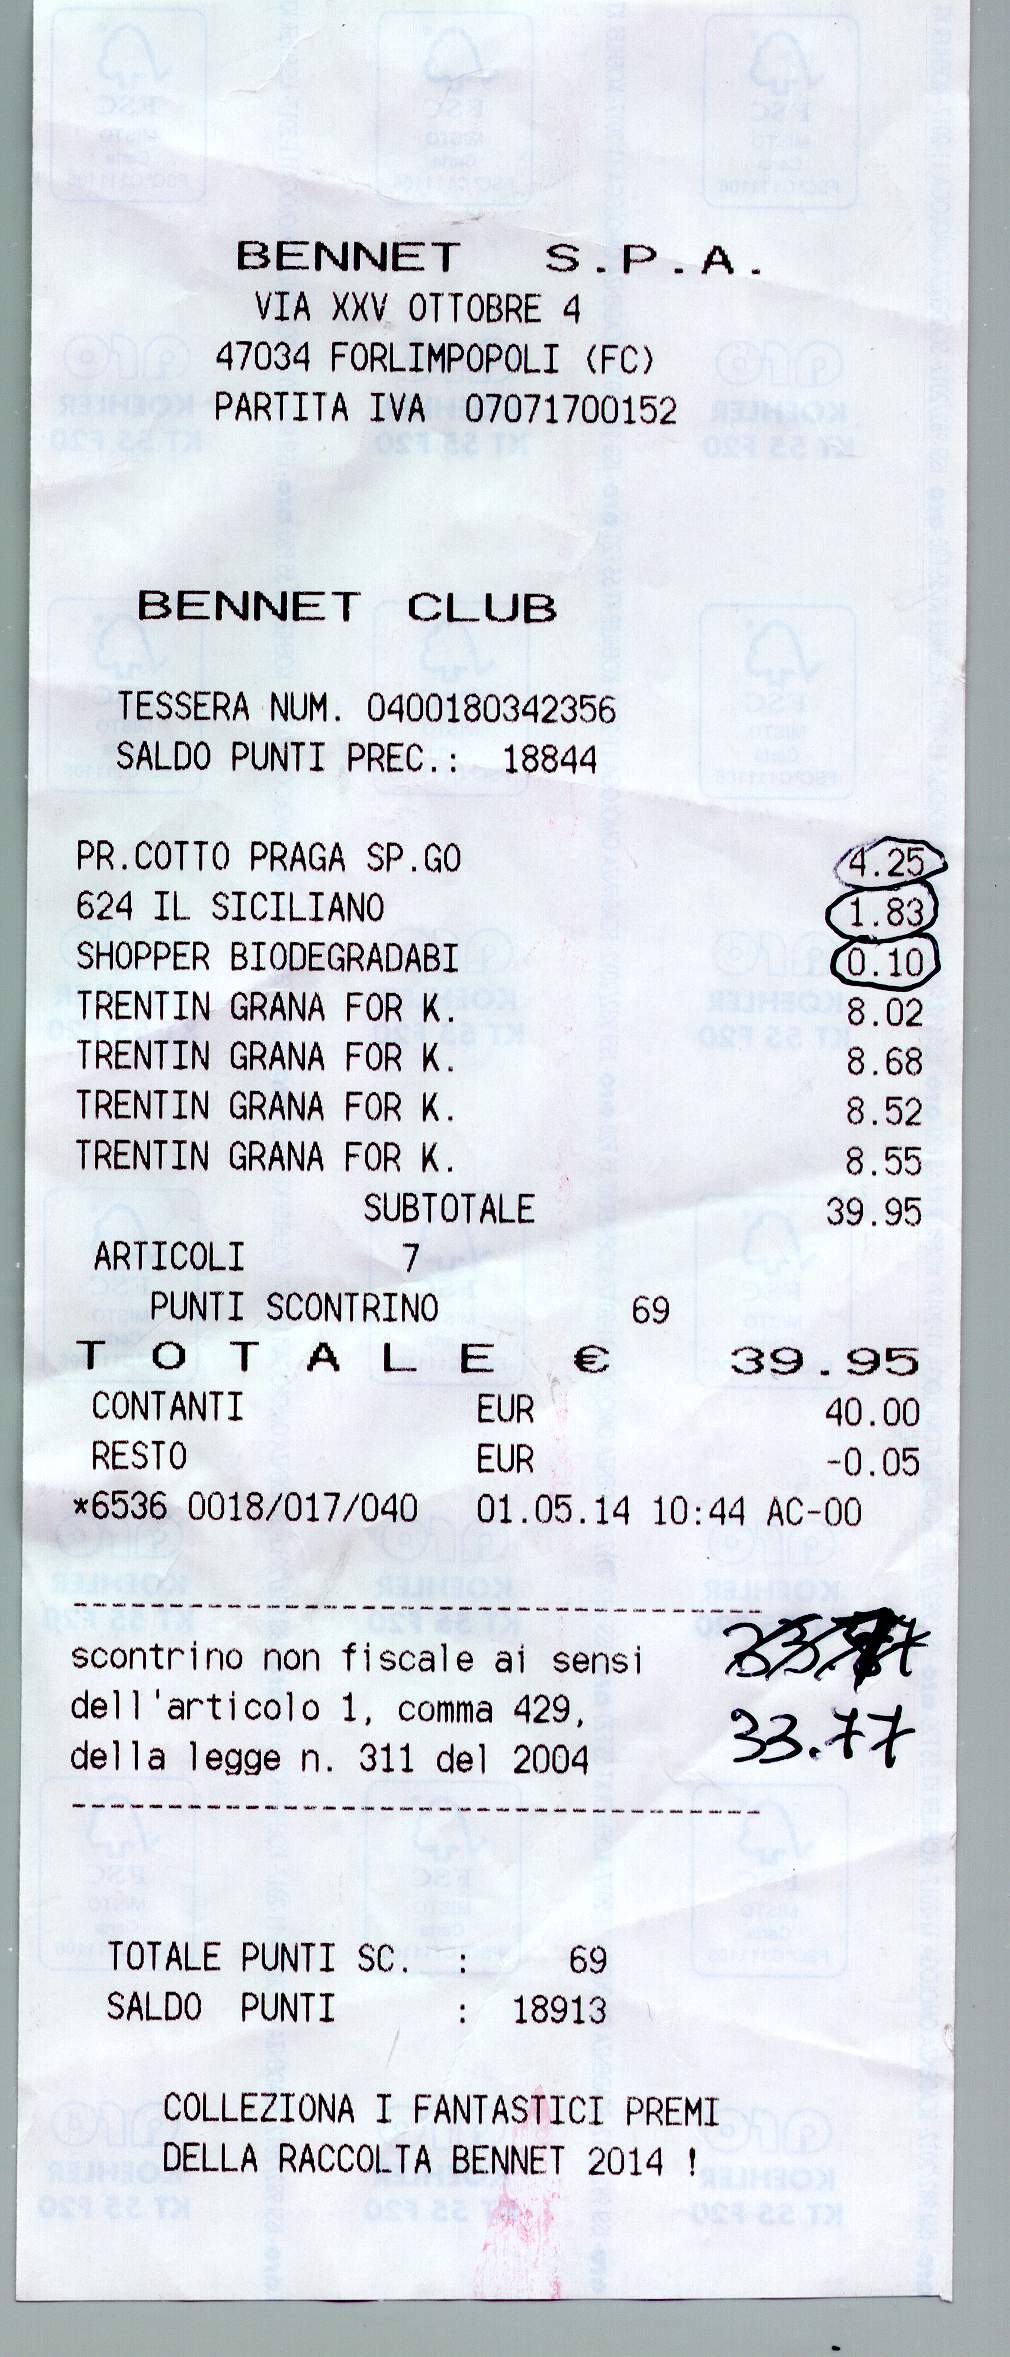 BENNET S.P.A.
VIA XXV OTTOBRE 4
47034 FORLIMPOPOLI (FC)
PARTITA IVA 07071700152
BENNET CLUB
TESSERA NUM. 0400180342356
SALDO PUNTI PREC.: 18844
PR.COTTO PRAGA SP.GO 4.25
624 IL SICILIANO 1.83
SHOPPER BIODEGRADABI 0.10
TRENTIN GRANA FOR K. 8.02
TRENTIN GRANA FOR K. 8.68
TRENTIN GRANA FOR K. 8.52
TRENTIN GRANA FOR K. 8.55
SUBTOTALE 39.95
ARTICOLI 7
PUNTI SCONTRINO 69
TOTALE € 39.95
CONTANTI EUR 40.00
RESTO EUR -0.05
*6536 0018/017/040 01.05.14 10:44 AC-00
scontrino non fiscale ai sensi
dell'articolo 1, comma 429,
della legge n. 311 del 2004
33.77
TOTALE PUNTI SC. : 69
SALDO PUNTI : 18913
COLLEZIONA I FANTASTICI PREMI
DELLA RACCOLTA BENNET 2014 !